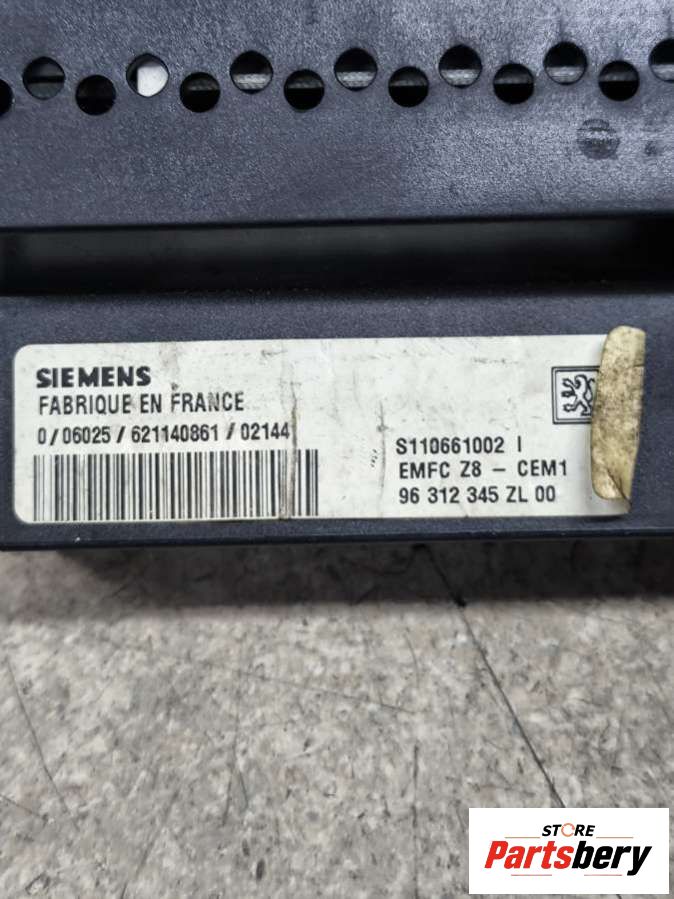 SIEMENS
FABRIQUE EN FRANCE
0/06025/621140861/02144
S110661002 I
EMFC Z8 - CEM1
96 312 345 ZL 00
STORE
Partsbery